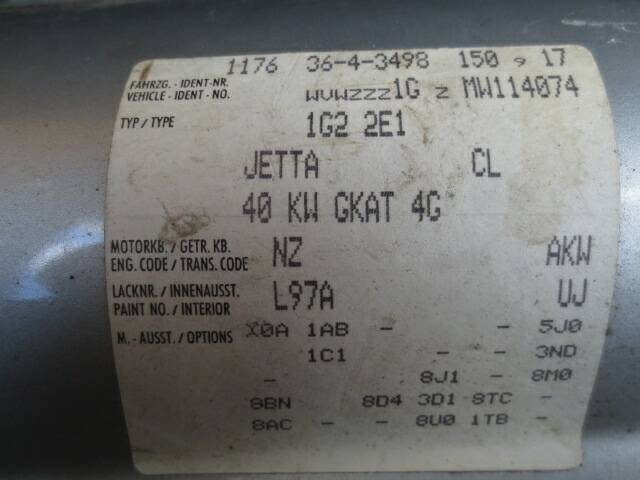 1176 36-4-3498 150 9 17
FAHRZG. - IDENT-NR.
VEHICLE - IDENT - NO. WVWZZZ1G Z MW114074
TYP / TYPE 1G2 2E1
JETTA CL
40 KW GKAT 4G
MOTORKB. / GETR. KB.
ENG. CODE / TRANS. CODE NZ AKW
LACKNR. / INNENAUSST.
PAINT NO. / INTERIOR L97A UJ
M. - AUSST. / OPTIONS X0A 1AB - - 5J0
1C1 - - 3ND
- 8J1 - 8M0
8BN 8D4 3D1 8TC -
8AC - 8U0 1TB -